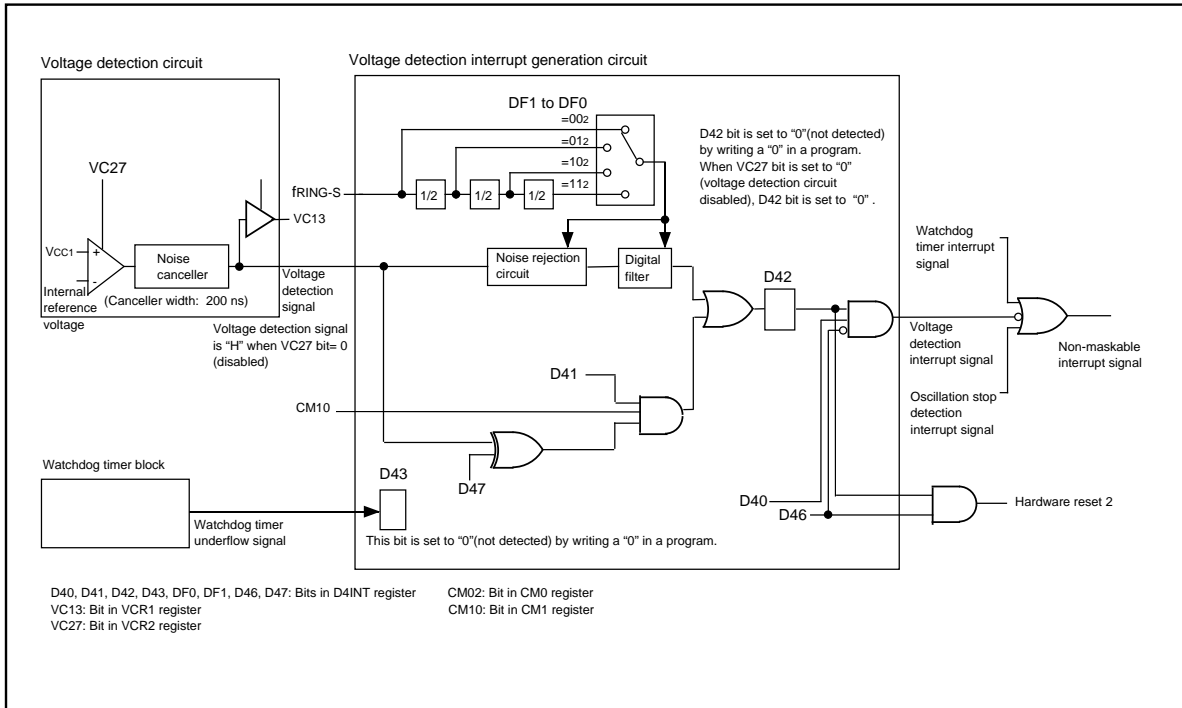 Voltage detection circuit
Voltage detection interrupt generation circuit
DF1 to DF0
=002
=012
=102
=112
D42 bit is set to “0”(not detected)
by writing a “0” in a program.
When VC27 bit is set to “0”
(voltage detection circuit
disabled), D42 bit is set to “0” .
VC27
fRING-S
1/2
1/2
1/2
VC13
VCC1
+
-
Noise
canceller
Internal
reference
voltage
(Canceller width: 200 ns)
Voltage
detection
signal
Voltage detection signal
is “H” when VC27 bit= 0
(disabled)
Noise rejection
circuit
Digital
filter
D42
Watchdog
timer interrupt
signal
Voltage
detection
interrupt signal
Non-maskable
interrupt signal
Oscillation stop
detection
interrupt signal
D41
CM10
D47
Watchdog timer block
D43
Watchdog timer
underflow signal
D40
D46
Hardware reset 2
This bit is set to “0”(not detected) by writing a “0” in a program.
D40, D41, D42, D43, DF0, DF1, D46, D47: Bits in D4INT register
VC13: Bit in VCR1 register
VC27: Bit in VCR2 register
CM02: Bit in CM0 register
CM10: Bit in CM1 register